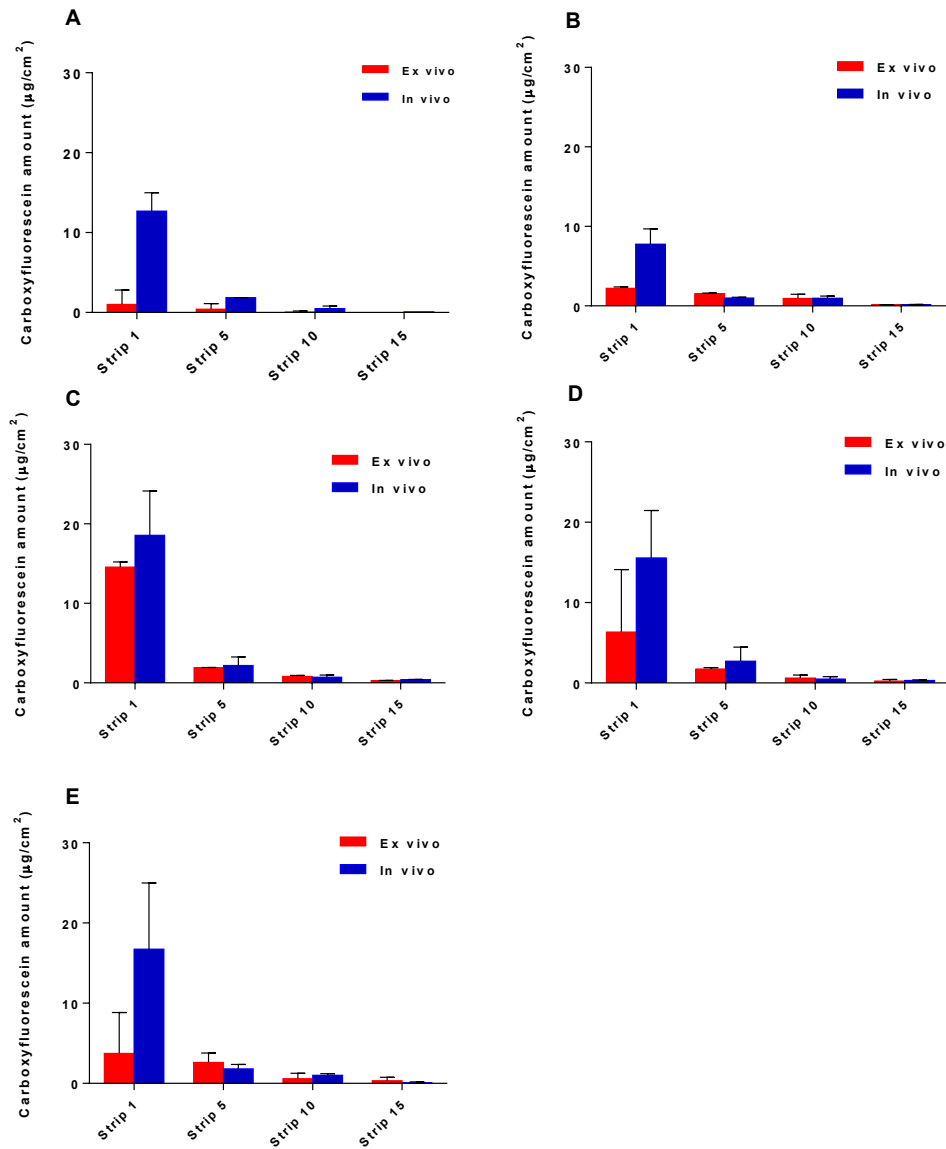 A
Carboxyfluorescein amount (µg/cm²)
30
20
10
0
Ex vivo
In vivo
Strip 1
Strip 5
Strip 10
Strip 15
B
Carboxyfluorescein amount (µg/cm²)
30
20
10
0
Ex vivo
In vivo
Strip 1
Strip 5
Strip 10
Strip 15
C
Carboxyfluorescein amount (µg/cm²)
30
20
10
0
Ex vivo
In vivo
Strip 1
Strip 5
Strip 10
Strip 15
D
Carboxyfluorescein amount (µg/cm²)
30
20
10
0
Ex vivo
In vivo
Strip 1
Strip 5
Strip 10
Strip 15
E
Carboxyfluorescein amount (µg/cm²)
30
20
10
0
Ex vivo
In vivo
Strip 1
Strip 5
Strip 10
Strip 15